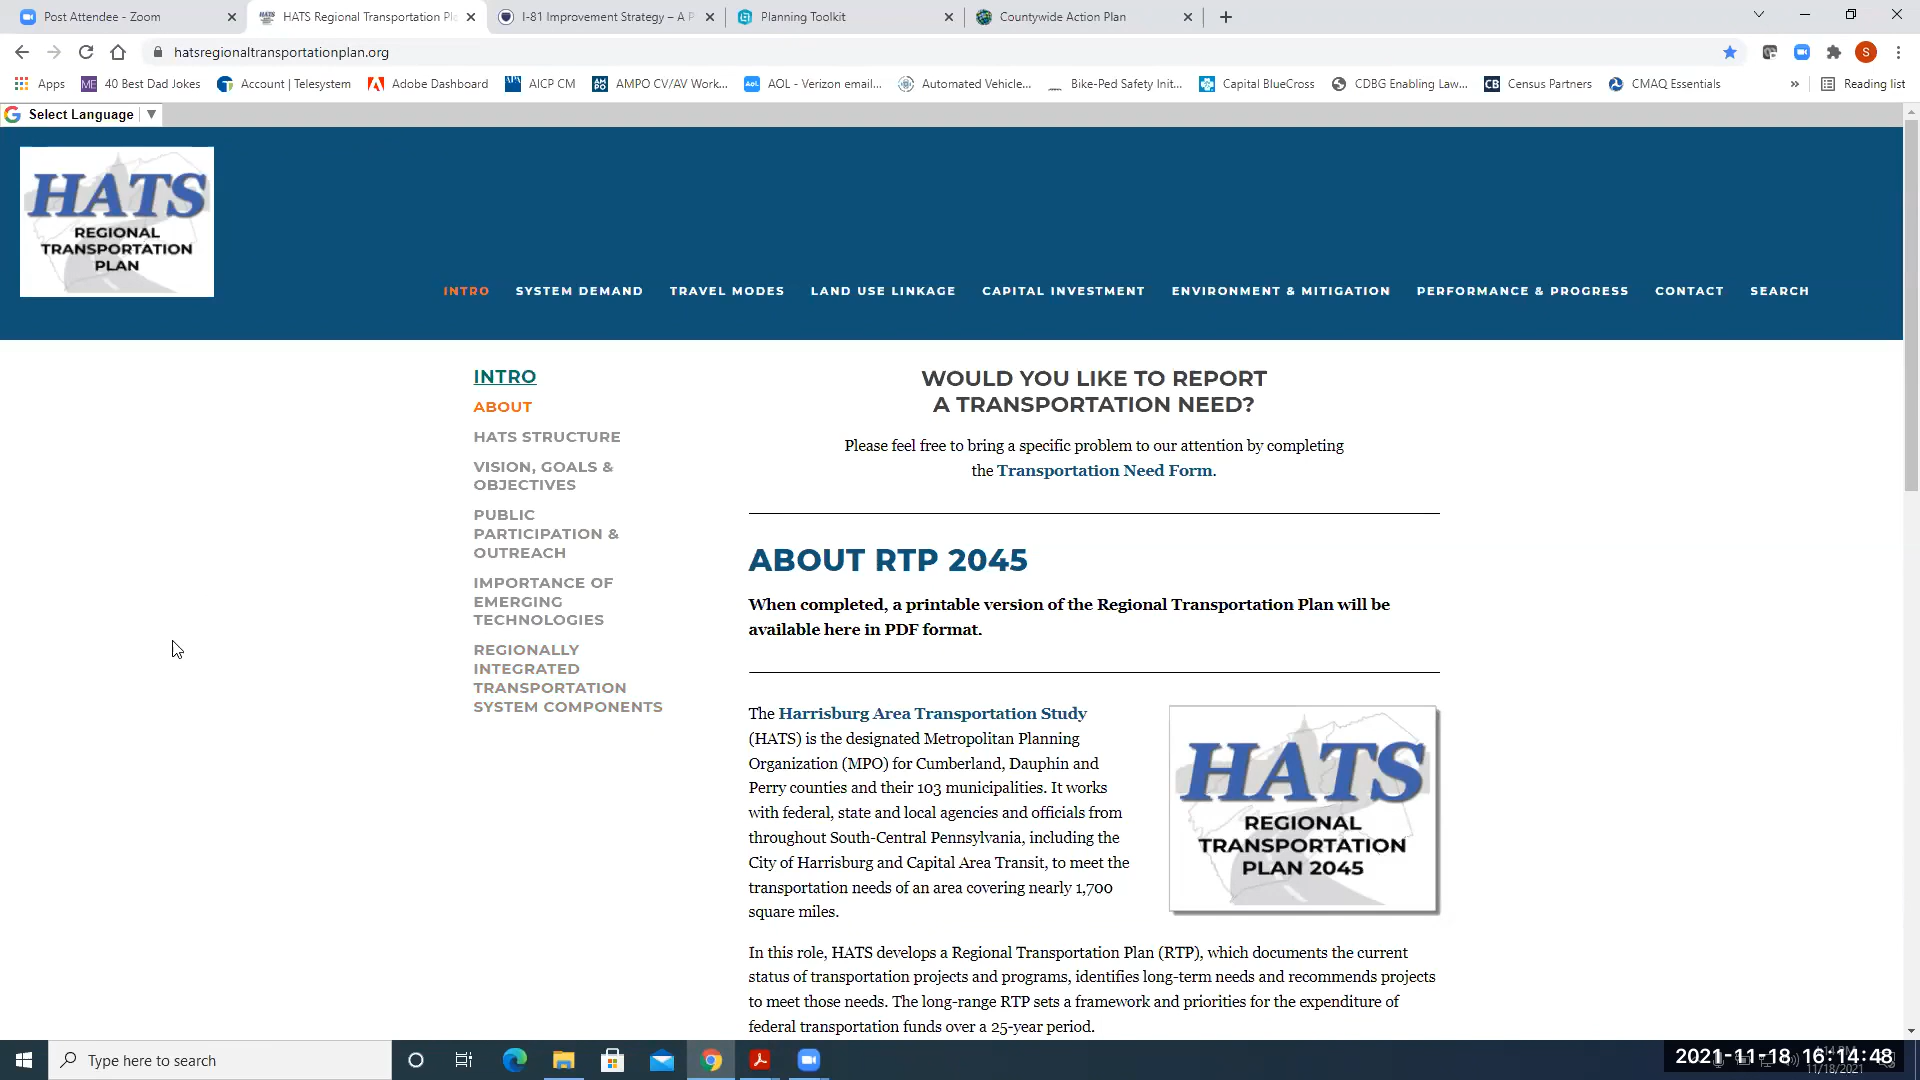 Post Attendee - Zoom
HATS Regional Transportation Pl
I-81 Improvement Strategy – A P
Planning Toolkit
Countywide Action Plan
hatsregionaltransportationplan.org
S
Apps
ME 40 Best Dad Jokes
Account | Telesystem
Adobe Dashboard
AICP CM
AMPO CV/AV Work...
AOL - Verizon email...
Automated Vehicle...
Bike-Ped Safety Init...
Capital BlueCross
CDBG Enabling Law...
CB Census Partners
CMAQ Essentials
»
Reading list
G Select Language ▼
HATS
REGIONAL
TRANSPORTATION
PLAN
INTRO
SYSTEM DEMAND
TRAVEL MODES
LAND USE LINKAGE
CAPITAL INVESTMENT
ENVIRONMENT & MITIGATION
PERFORMANCE & PROGRESS
CONTACT
SEARCH
INTRO
ABOUT
HATS STRUCTURE
VISION, GOALS &
OBJECTIVES
PUBLIC
PARTICIPATION &
OUTREACH
IMPORTANCE OF
EMERGING
TECHNOLOGIES
REGIONALLY
INTEGRATED
TRANSPORTATION
SYSTEM COMPONENTS
WOULD YOU LIKE TO REPORT
A TRANSPORTATION NEED?
Please feel free to bring a specific problem to our attention by completing
the Transportation Need Form.
ABOUT RTP 2045
When completed, a printable version of the Regional Transportation Plan will be
available here in PDF format.
The Harrisburg Area Transportation Study
(HATS) is the designated Metropolitan Planning
Organization (MPO) for Cumberland, Dauphin and
Perry counties and their 103 municipalities. It works
with federal, state and local agencies and officials from
throughout South-Central Pennsylvania, including the
City of Harrisburg and Capital Area Transit, to meet the
transportation needs of an area covering nearly 1,700
square miles.
HATS
REGIONAL
TRANSPORTATION
PLAN 2045
In this role, HATS develops a Regional Transportation Plan (RTP), which documents the current
status of transportation projects and programs, identifies long-term needs and recommends projects
to meet those needs. The long-range RTP sets a framework and priorities for the expenditure of
federal transportation funds over a 25-year period.
Type here to search
2021-11-18 16:14:48
11/18/2021